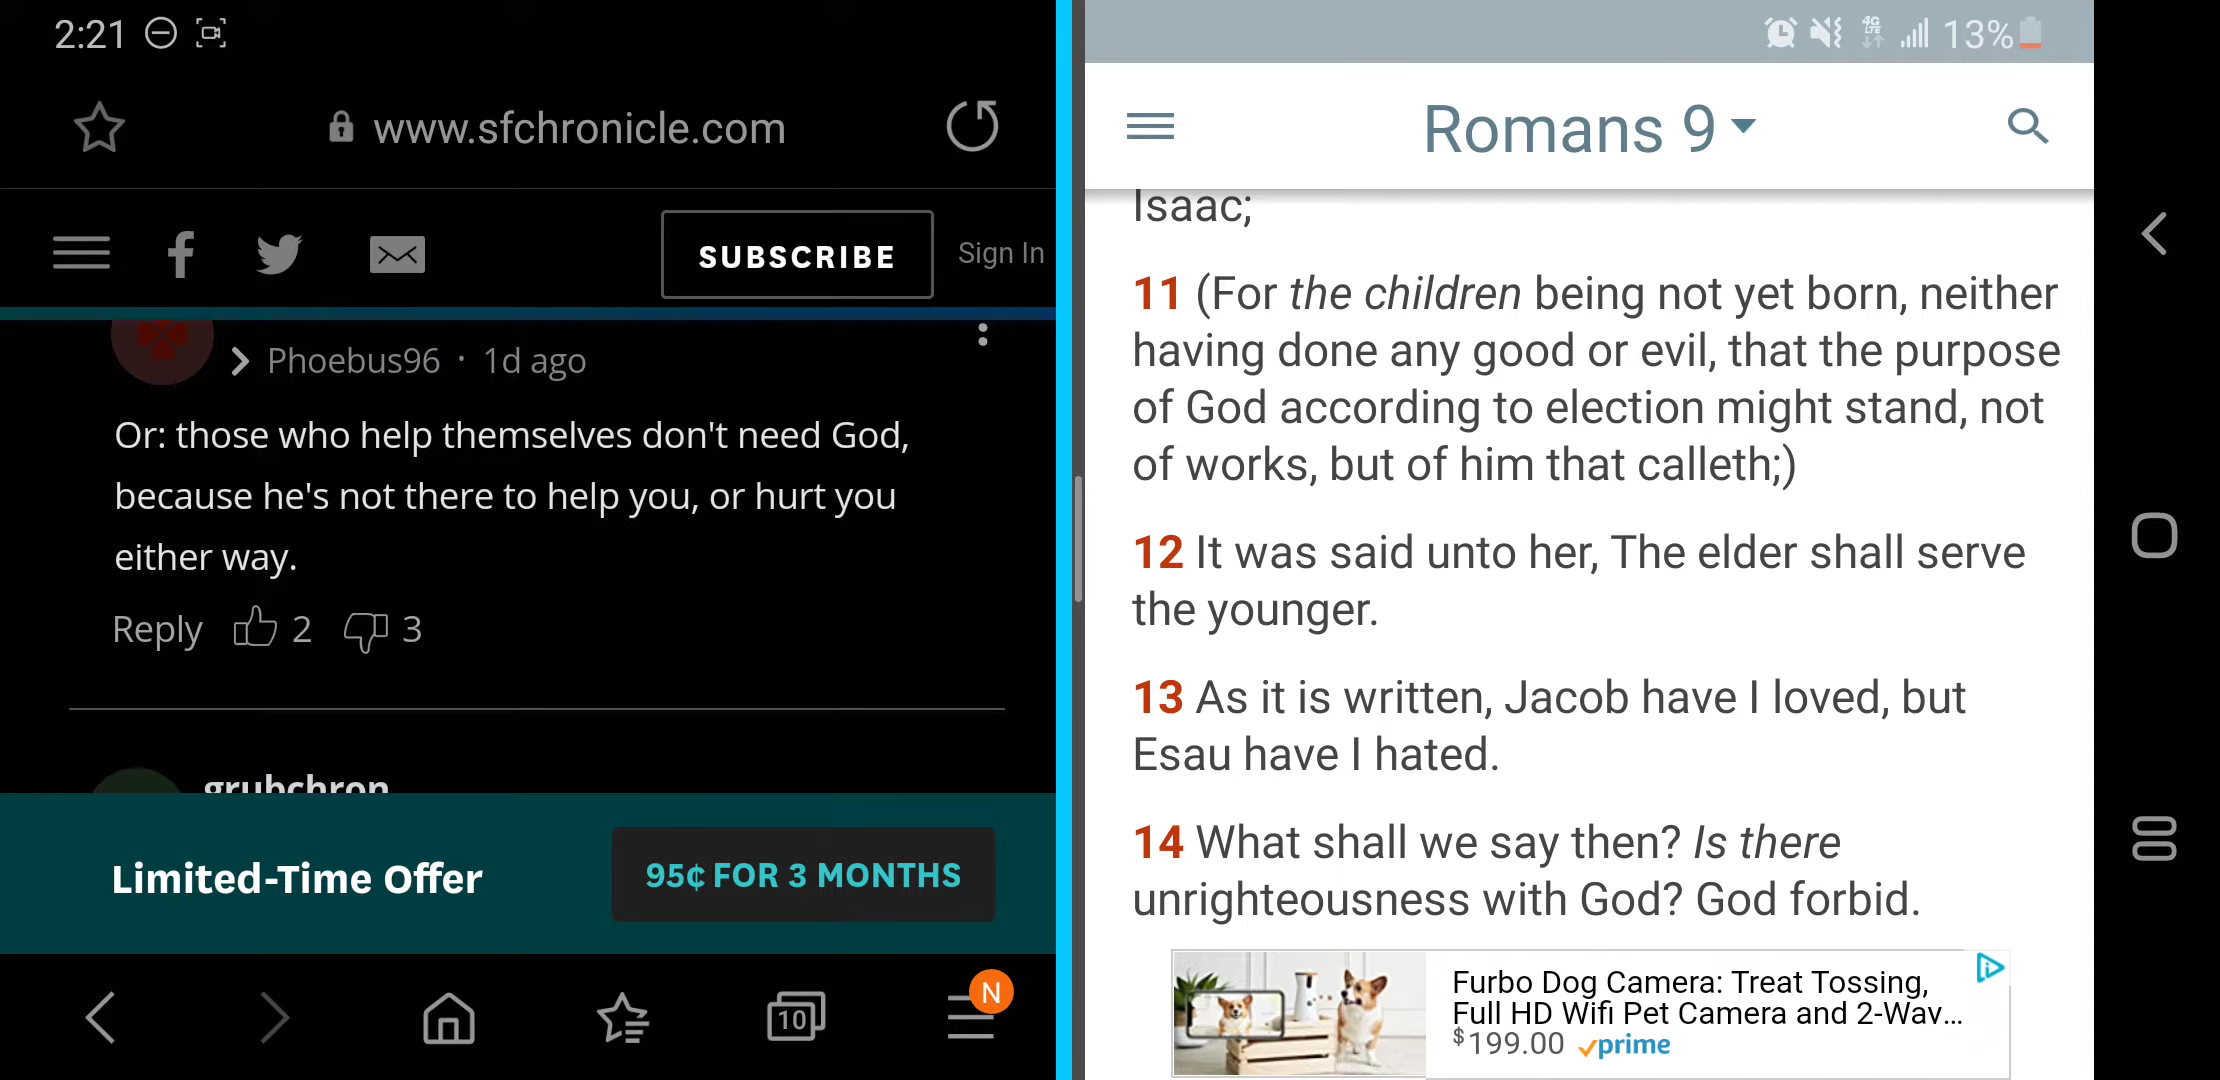 2:21
www.sfchronicle.com
SUBSCRIBE
Sign In
Phoebus96 · 1d ago
Or: those who help themselves don't need God,
because he's not there to help you, or hurt you
either way.
Reply 2 3
grubchron
Limited-Time Offer
95¢ FOR 3 MONTHS
10
N
4G
LTE
13%
Romans 9
Isaac;
11 (For the children being not yet born, neither
having done any good or evil, that the purpose
of God according to election might stand, not
of works, but of him that calleth;)
12 It was said unto her, The elder shall serve
the younger.
13 As it is written, Jacob have I loved, but
Esau have I hated.
14 What shall we say then? Is there
unrighteousness with God? God forbid.
Furbo Dog Camera: Treat Tossing,
Full HD Wifi Pet Camera and 2-Wav...
$199.00 prime